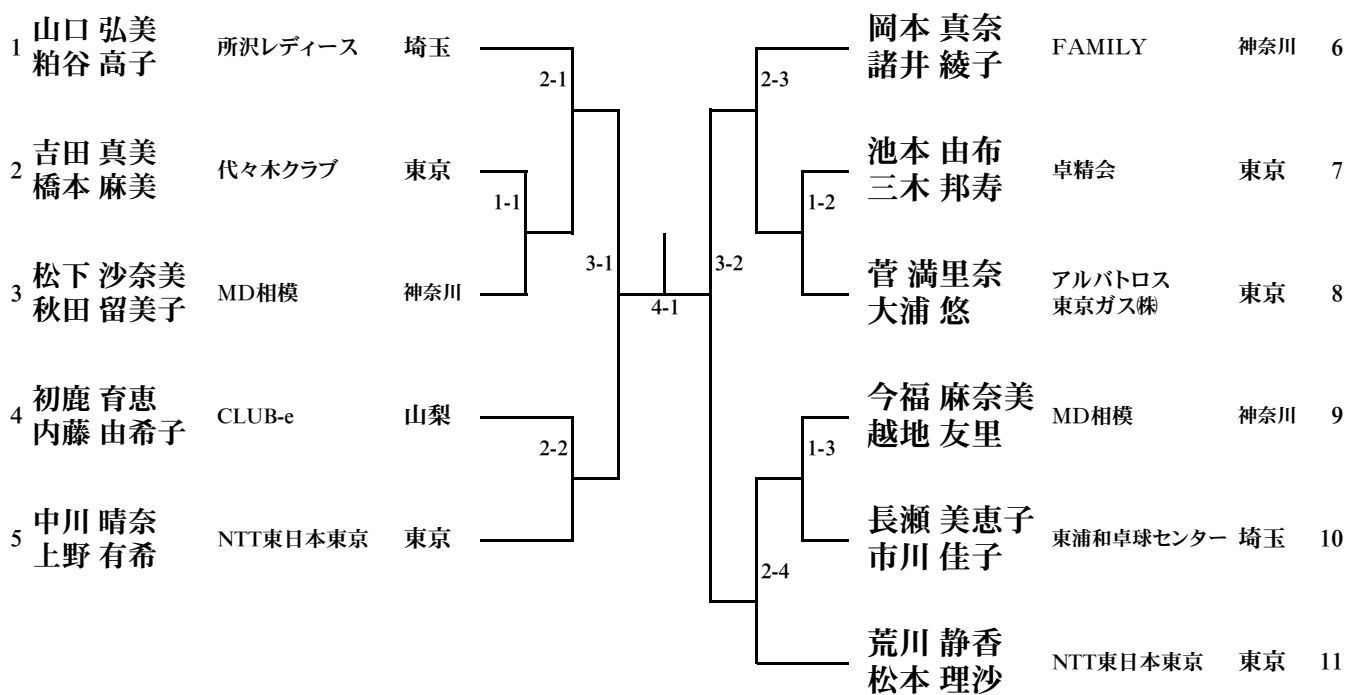 1 山口 弘美
粕谷 高子 所沢レディース 埼玉
2 吉田 真美
橋本 麻美 代々木クラブ 東京
3 松下 沙奈美
秋田 留美子 MD相模 神奈川
4 初鹿 育恵
内藤 由希子 CLUB-e 山梨
5 中川 晴奈
上野 有希 NTT東日本東京 東京
2-1
1-1
3-1
2-2
4-1
2-3
1-2
3-2
1-3
2-4
岡本 真奈
諸井 綾子 FAMILY 神奈川 6
池本 由布
三木 邦寿 卓精会 東京 7
菅 満里奈 アルバトロス
大浦 悠 東京ガス㈱ 東京 8
今福 麻奈美
越地 友里 MD相模 神奈川 9
長瀬 美恵子
市川 佳子 東浦和卓球センター 埼玉 10
荒川 静香
松本 理沙 NTT東日本東京 東京 11